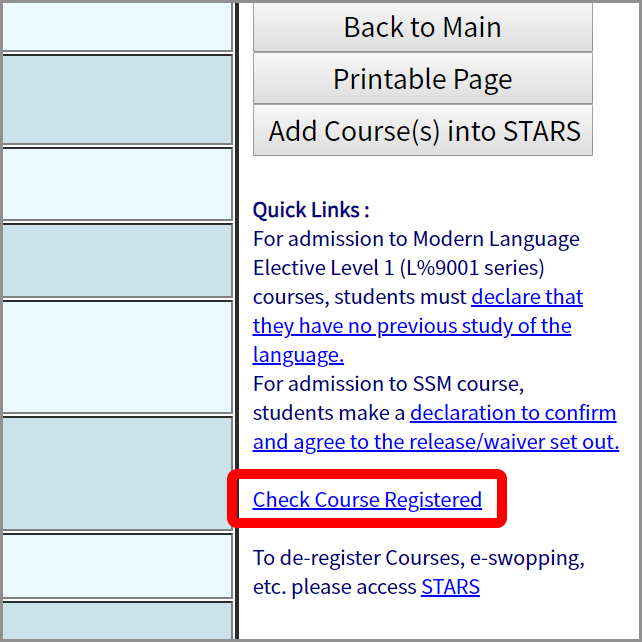 Back to Main
Printable Page
Add Course(s) into STARS
Quick Links :
For admission to Modern Language
Elective Level 1 (L%9001 series)
courses, students must declare that
they have no previous study of the
language.
For admission to SSM course,
students make a declaration to confirm
and agree to the release/waiver set out.
Check Course Registered
To de-register Courses, e-swopping,
etc. please access STARS